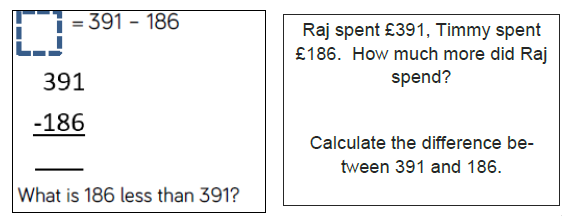 = 391 – 186
391
-186
What is 186 less than 391?
Raj spent £391, Timmy spent
£186. How much more did Raj
spend?
Calculate the difference be-
tween 391 and 186.